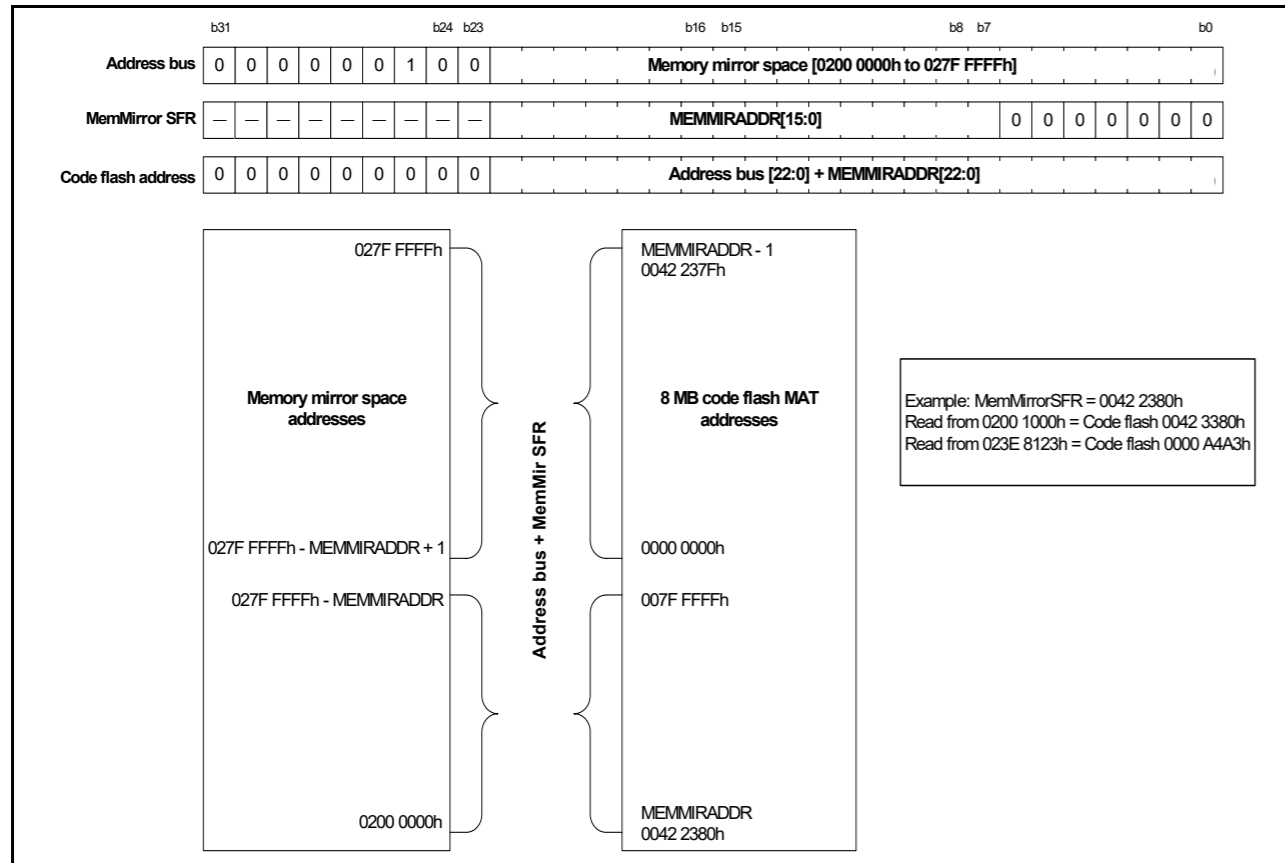 b31 b24 b23 b16 b15 b8 b7 b0
Address bus 0 0 0 0 0 0 1 0 0 Memory mirror space [0200 0000h to 027F FFFFh]
MemMirror SFR — — — — — — — — — MEMMIRADDR[15:0] 0 0 0 0 0 0 0
Code flash address 0 0 0 0 0 0 0 0 0 Address bus [22:0] + MEMMIRADDR[22:0]
027F FFFFh
Memory mirror space
addresses
027F FFFFh - MEMMIRADDR + 1
027F FFFFh - MEMMIRADDR
0200 0000h
Address bus + MemMir SFR
MEMMIRADDR - 1
0042 237Fh
8 MB code flash MAT
addresses
0000 0000h
007F FFFFh
MEMMIRADDR
0042 2380h
Example: MemMirrorSFR = 0042 2380h
Read from 0200 1000h = Code flash 0042 3380h
Read from 023E 8123h = Code flash 0000 A4A3h